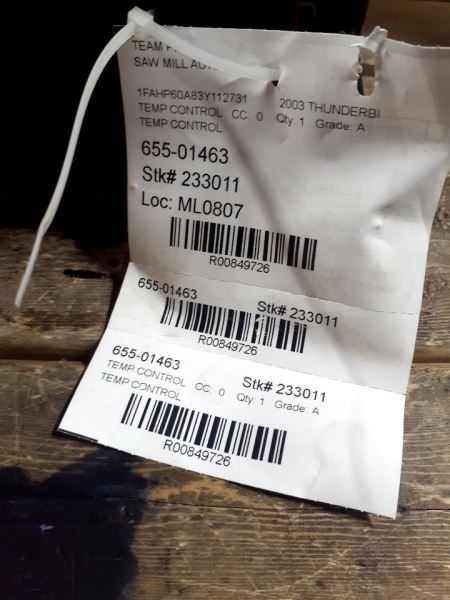 TEAM
SAW MILL
1FAHP60A83Y112731 2003 THUNDERBI
TEMP CONTROL CC: 0 Qty: 1 Grade: A
TEMP CONTROL
655-01463
Stk# 233011
Loc: ML0807
R00849726
655-01463 Stk# 233011
R00849726
655-01463 Stk# 233011
TEMP CONTROL CC: 0 Qty: 1 Grade: A
TEMP CONTROL
R00849726